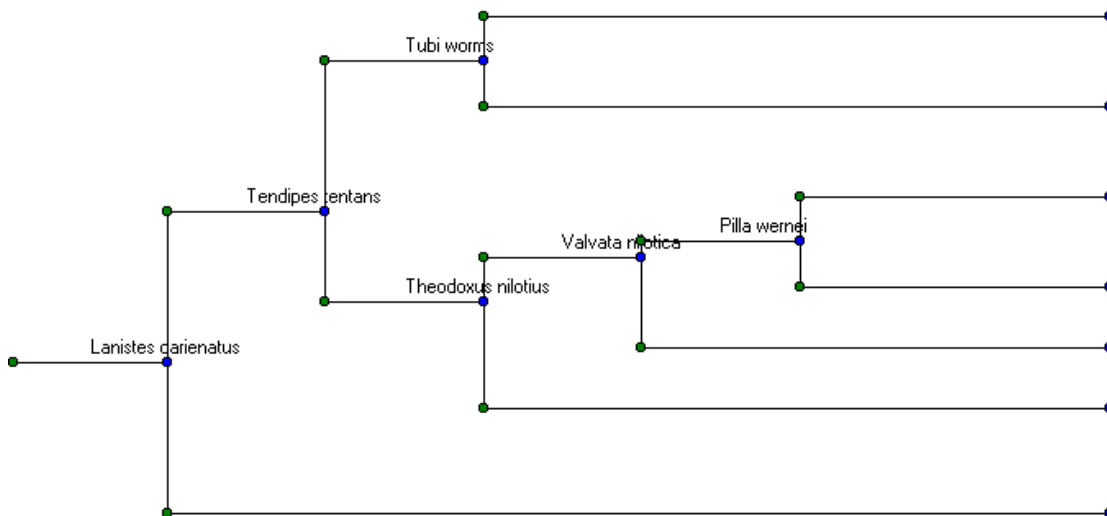 Tubi worms
Tendipes tentans
Pilla wernei
Valvata nilotica
Theodoxus nilotius
Lanistes carienatus